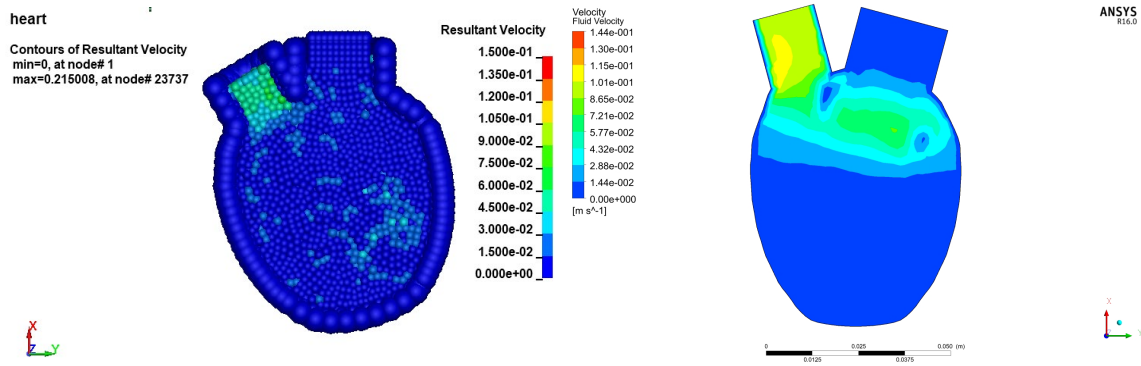 heart
Contours of Resultant Velocity
min=0, at node# 1
max=0.215008, at node# 23737
X
Z
Y
Resultant Velocity
1.500e-01
1.350e-01
1.200e-01
1.050e-01
9.000e-02
7.500e-02
6.000e-02
4.500e-02
3.000e-02
1.500e-02
0.000e+00
Velocity
Fluid Velocity
1.44e-001
1.30e-001
1.15e-001
1.01e-001
8.65e-002
7.21e-002
5.77e-002
4.32e-002
2.88e-002
1.44e-002
0.00e+000
[m s^-1]
ANSYS
R16.0
0 0.025 0.050 (m)
0.0125 0.0375
X
Y